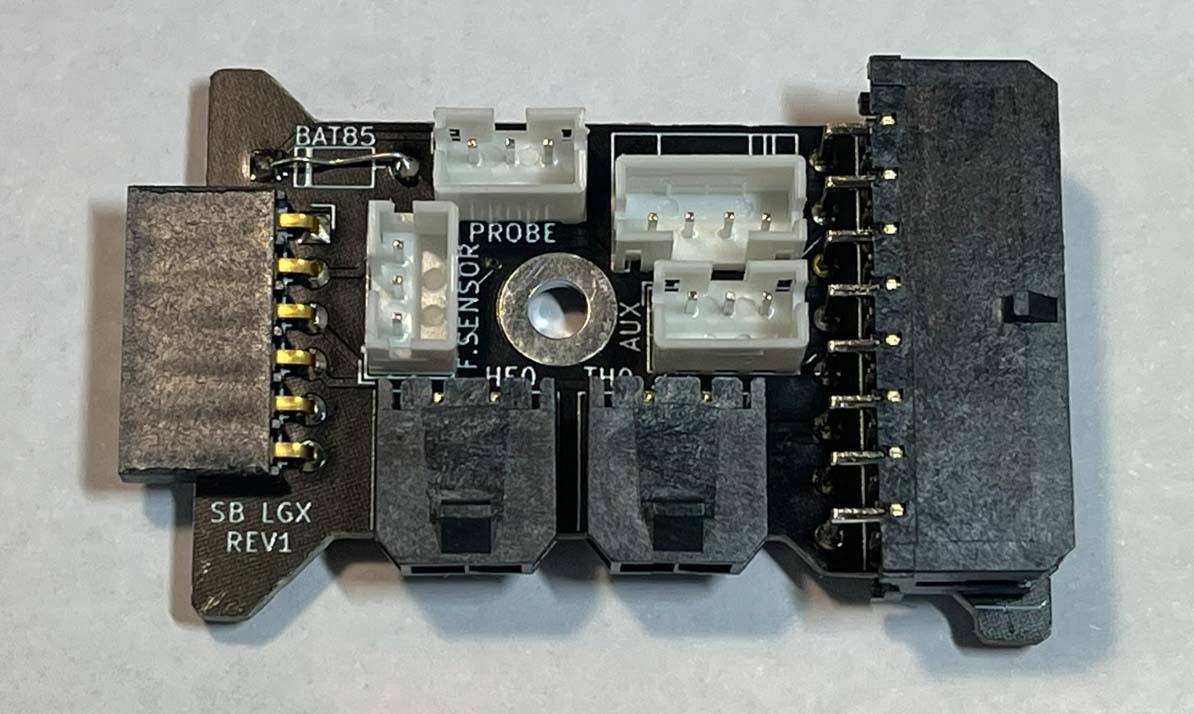 BAT85
PROBE
F.SENSOR
AUX
HE0
TH0
SB LGX
REV1